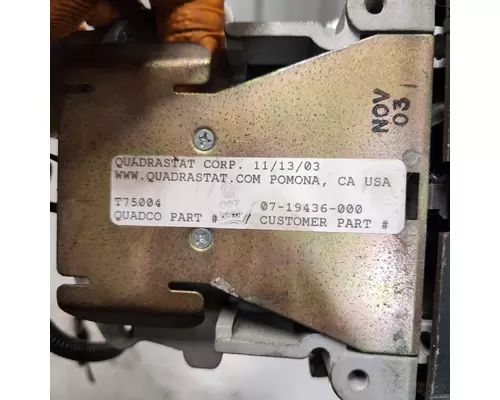 QUADRASTAT CORP. 11/13/03
WWW.QUADRASTAT.COM POMONA, CA USA
T75004 07-19436-000
QUADCO PART # CUSTOMER PART #
NOV
03